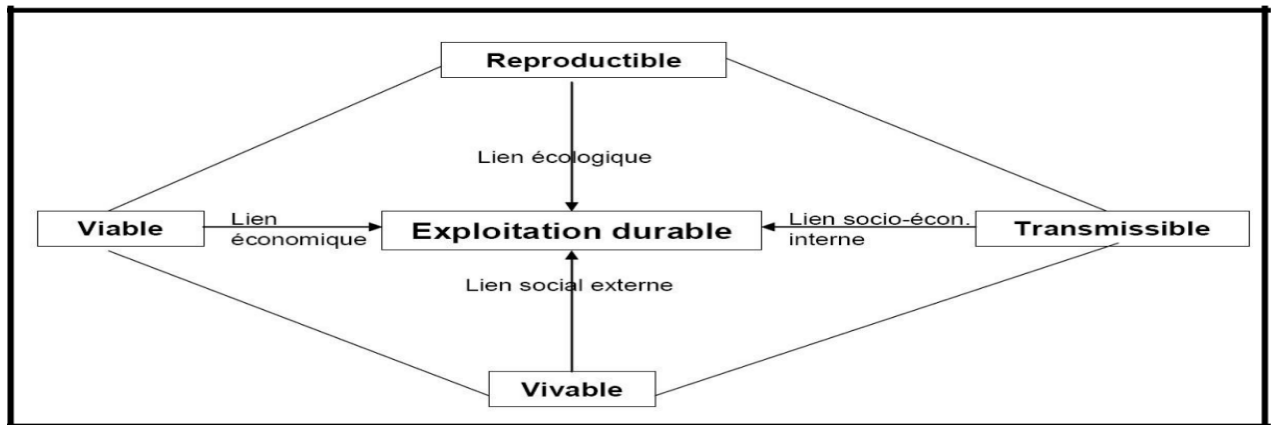 Reproductible
Lien écologique
Viable
Lien
économique
Exploitation durable
Lien socio-écon.
interne
Transmissible
Lien social externe
Vivable